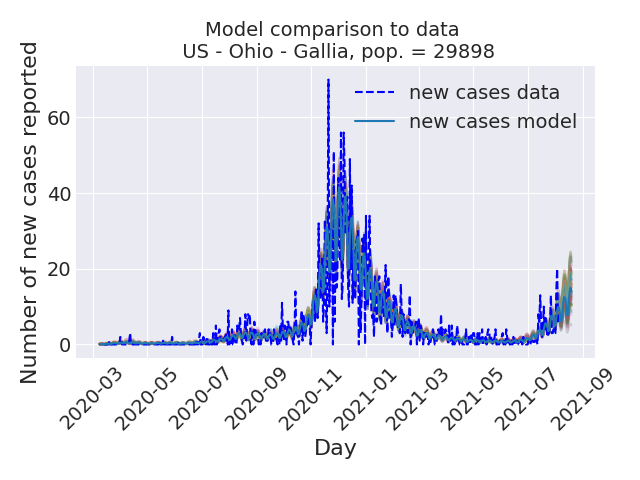 Model comparison to data
US - Ohio - Gallia, pop. = 29898
Number of new cases reported
60
40
20
0
new cases data
new cases model
2020-03
2020-05
2020-07
2020-09
2020-11
2021-01
2021-03
2021-05
2021-07
2021-09
Day